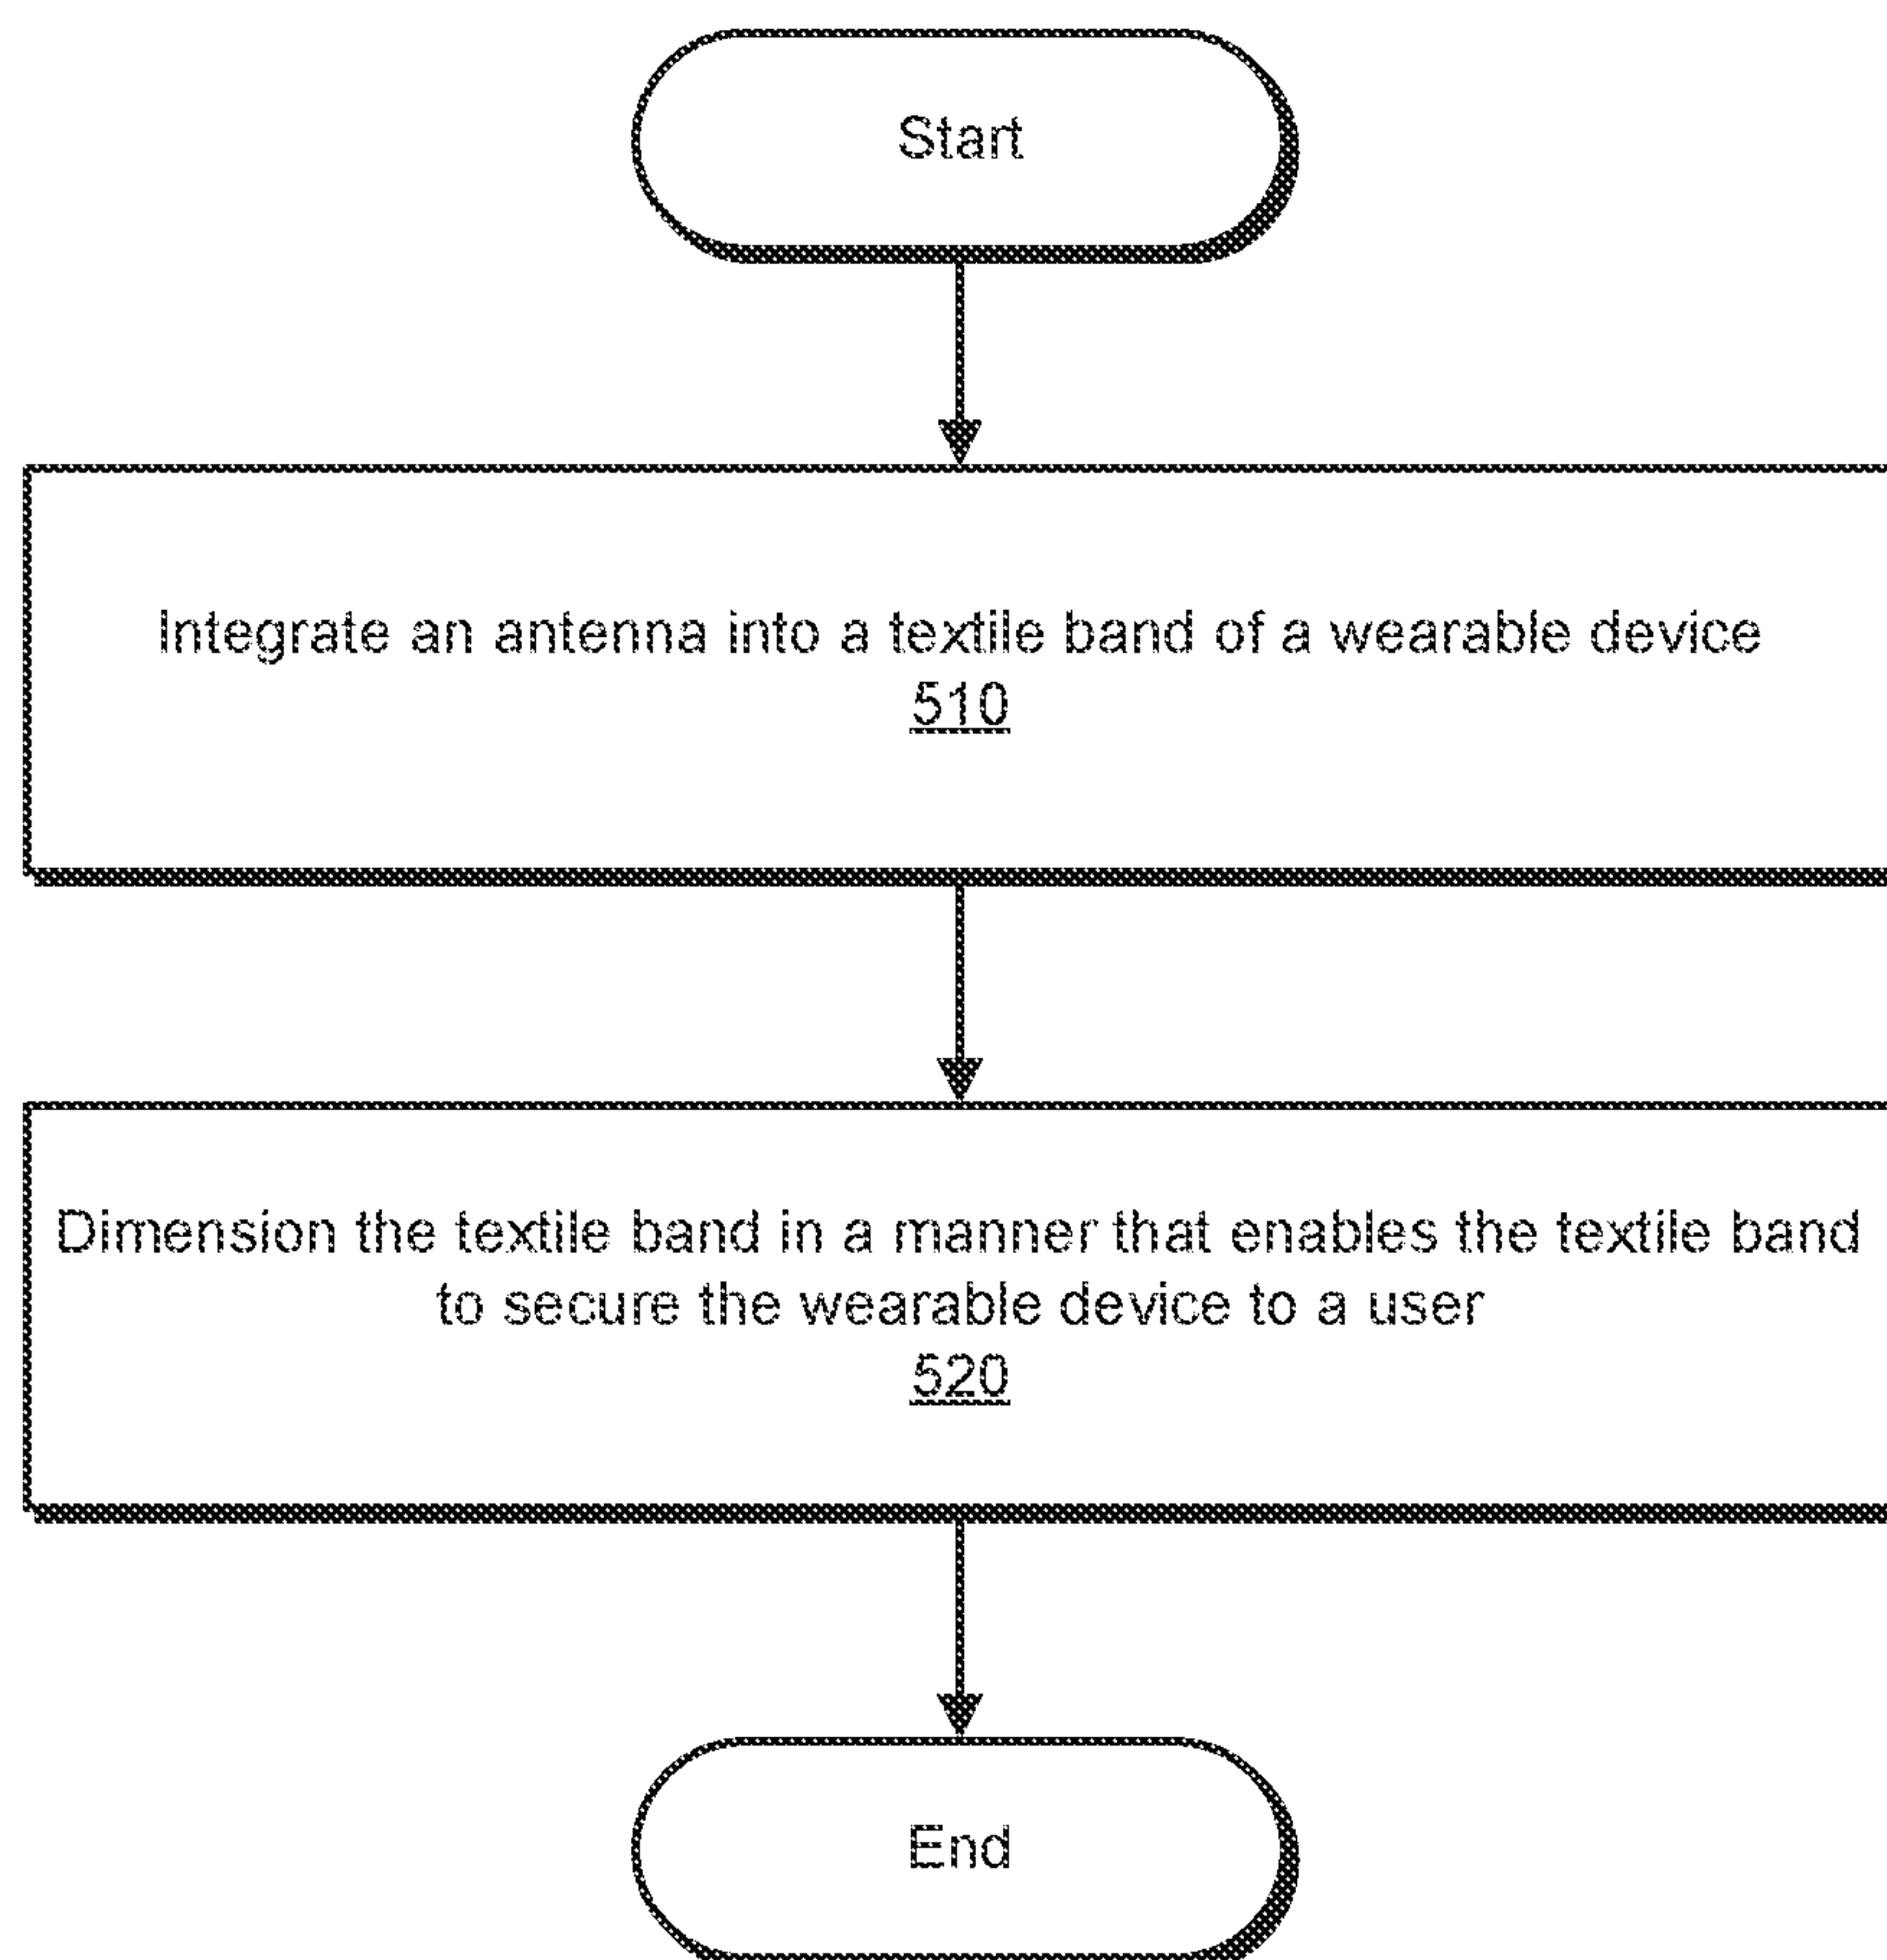 Start
Integrate an antenna into a textile band of a wearable device
510
Dimension the textile band in a manner that enables the textile band
to secure the wearable device to a user
520
End